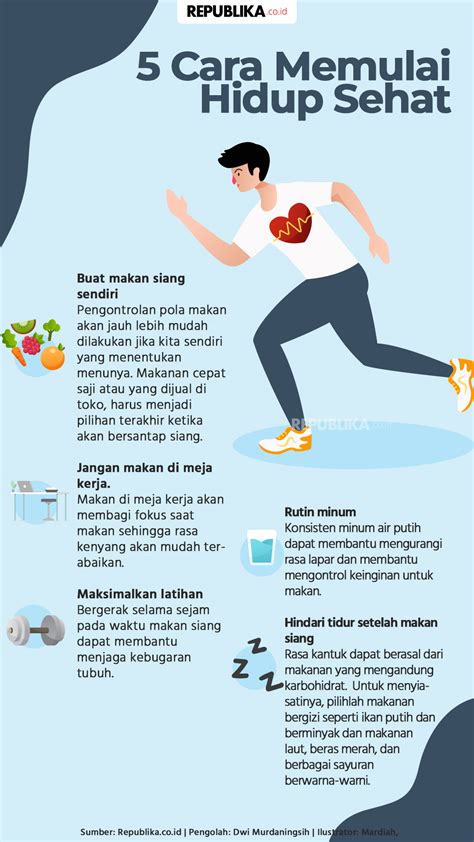 REPUBLIKA.co.id
5 Cara Memulai
Hidup Sehat
Buat makan siang
sendiri
Pengontrolan pola makan
akan jauh lebih mudah
dilakukan jika kita sendiri
yang menentukan
menunya. Makanan cepat
saji atau yang dijual di
toko, harus menjadi
pilihan terakhir ketika
akan bersantap siang.
REPUBLIKA.co.id
Jangan makan di meja
kerja.
Makan di meja kerja akan
membagi fokus saat
makan sehingga rasa
kenyang akan mudah ter-
abaikan.
Maksimalkan latihan
Bergerak selama sejam
pada waktu makan siang
dapat membantu
menjaga kebugaran
tubuh.
Rutin minum
Konsisten minum air putih
dapat membantu mengurangi
rasa lapar dan membantu
mengontrol keinginan untuk
makan.
Hindari tidur setelah makan
siang
Rasa kantuk dapat berasal dari
makanan yang mengandung
karbohidrat. Untuk menyia-
satinya, pilihlah makanan
bergizi seperti ikan putih dan
berminyak dan makanan
laut, beras merah, dan
berbagai sayuran
berwarna-warni.
Z Z Z Z
Sumber: Republika.co.id | Pengolah: Dwi Murdaningsih | Ilustrator: Mardiah,